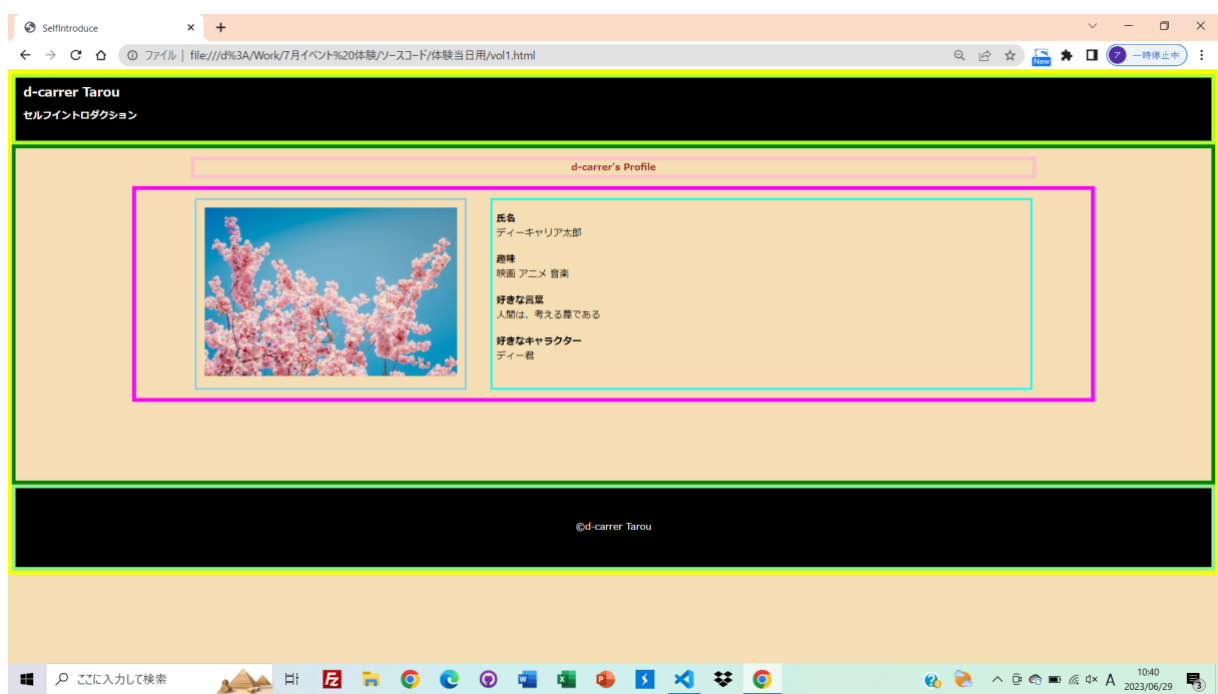 SelfIntroduce
ファイル | file:///d%3A/Work/7月イベント%20体験/ソースコード/体験当日用/vol1.html
New
ア 一時停止中
d-carrer Tarou
セルフイントロダクション
d-carrer's Profile
氏名
ディーキャリア太郎
趣味
映画 アニメ 音楽
好きな言葉
人間は、考える葦である
好きなキャラクター
ディー君
©d-carrer Tarou
ここに入力して検索
A
10:40
2023/06/29
3